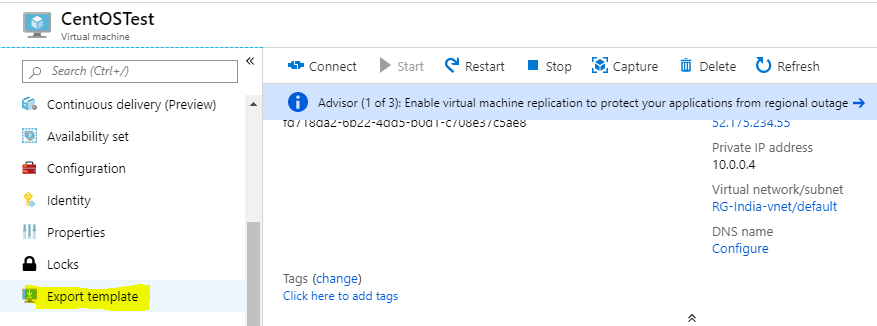 CentOSTest
Virtual machine
Search (Ctrl+/)
Continuous delivery (Preview)
Availability set
Configuration
Identity
Properties
Locks
Export template
Connect
Start
Restart
Stop
Capture
Delete
Refresh
Advisor (1 of 3): Enable virtual machine replication to protect your applications from regional outage
fd718da2-6b22-4dd5-b0d1-c708e37c5ae8
52.175.234.55
Private IP address
10.0.0.4
Virtual network/subnet
RG-India-vnet/default
DNS name
Configure
Tags (change)
Click here to add tags